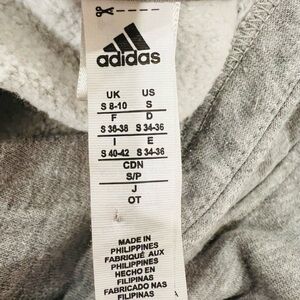 adidas
UK US
S 8-10 S
F D
S 36-38 S 34-36
I E
S 40-42 S 34-36
CDN
S/P
J
OT
MADE IN
PHILIPPINES
FABRIQUÉ AUX
PHILIPPINES
HECHO EN
FILIPINAS
FABRICADO NAS
FILIPINAS